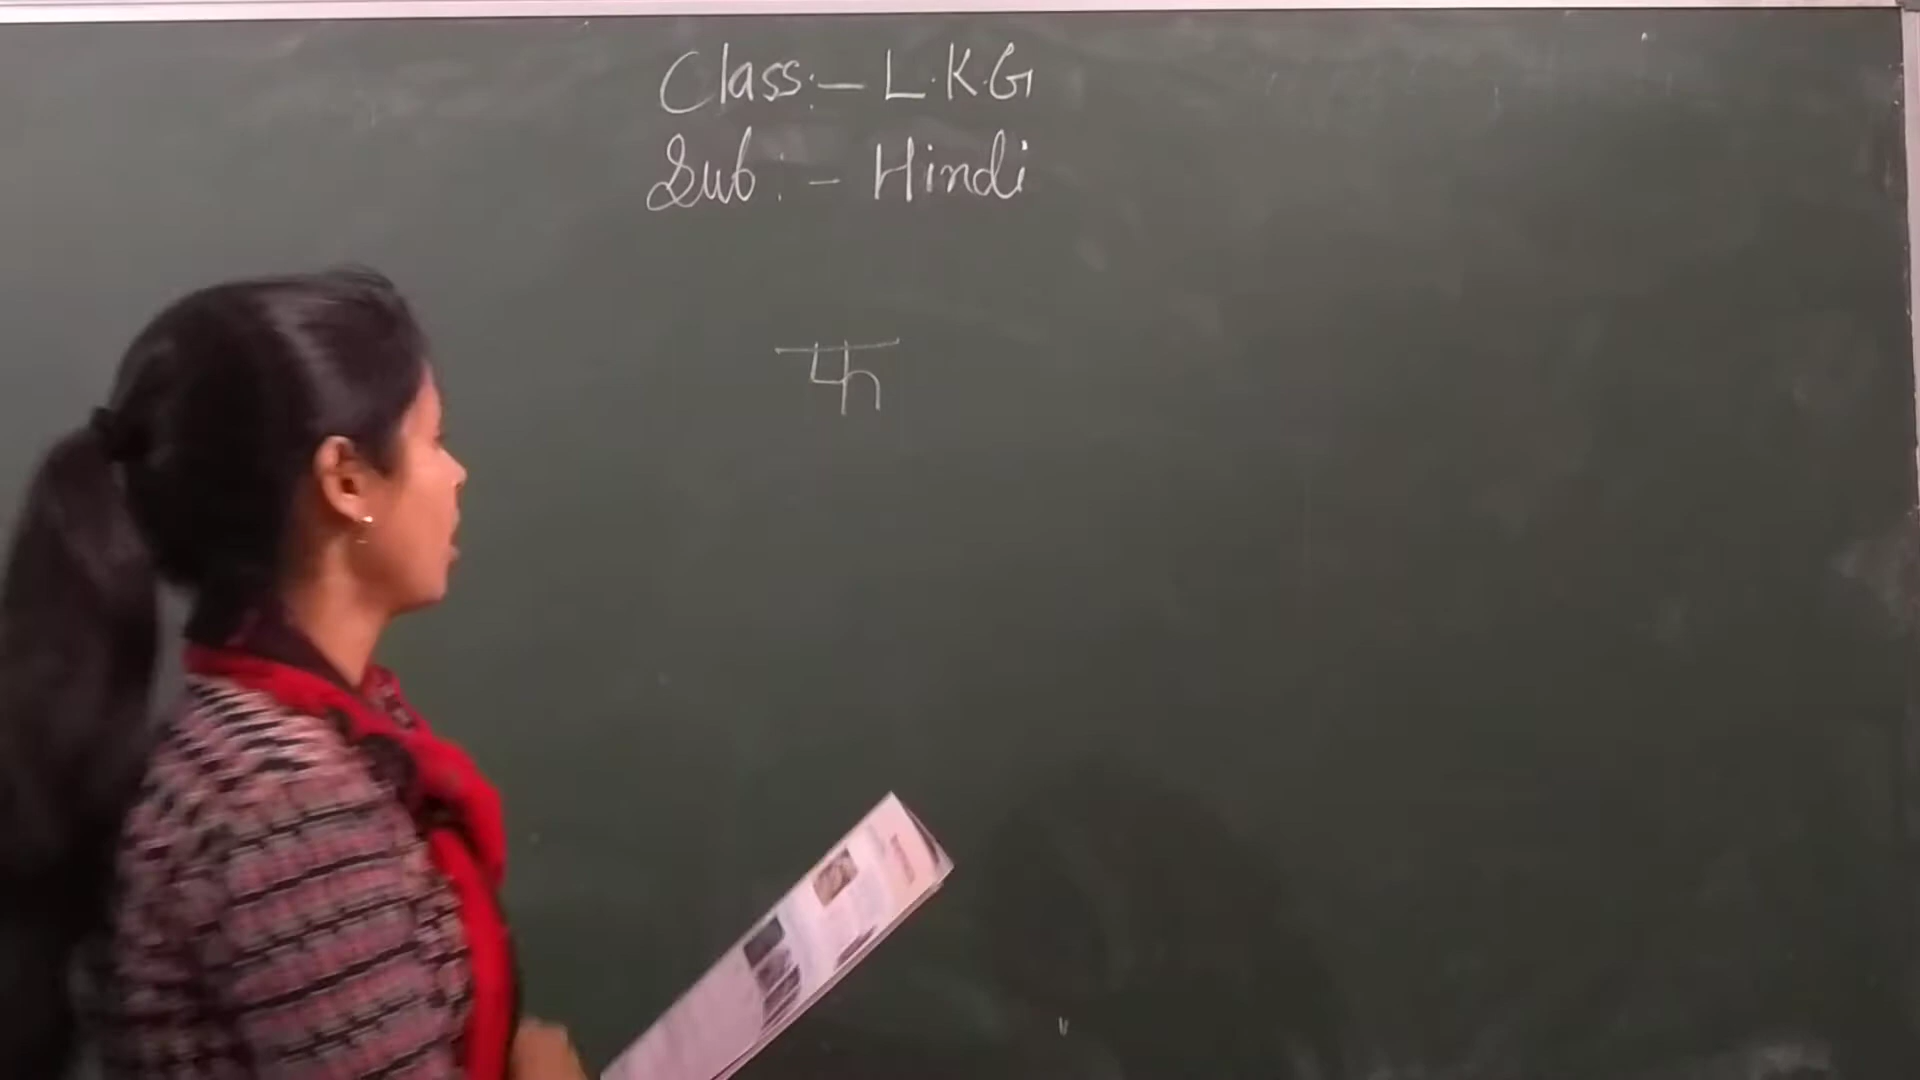 Class:- L.K.G
Sub:- Hindi
फ